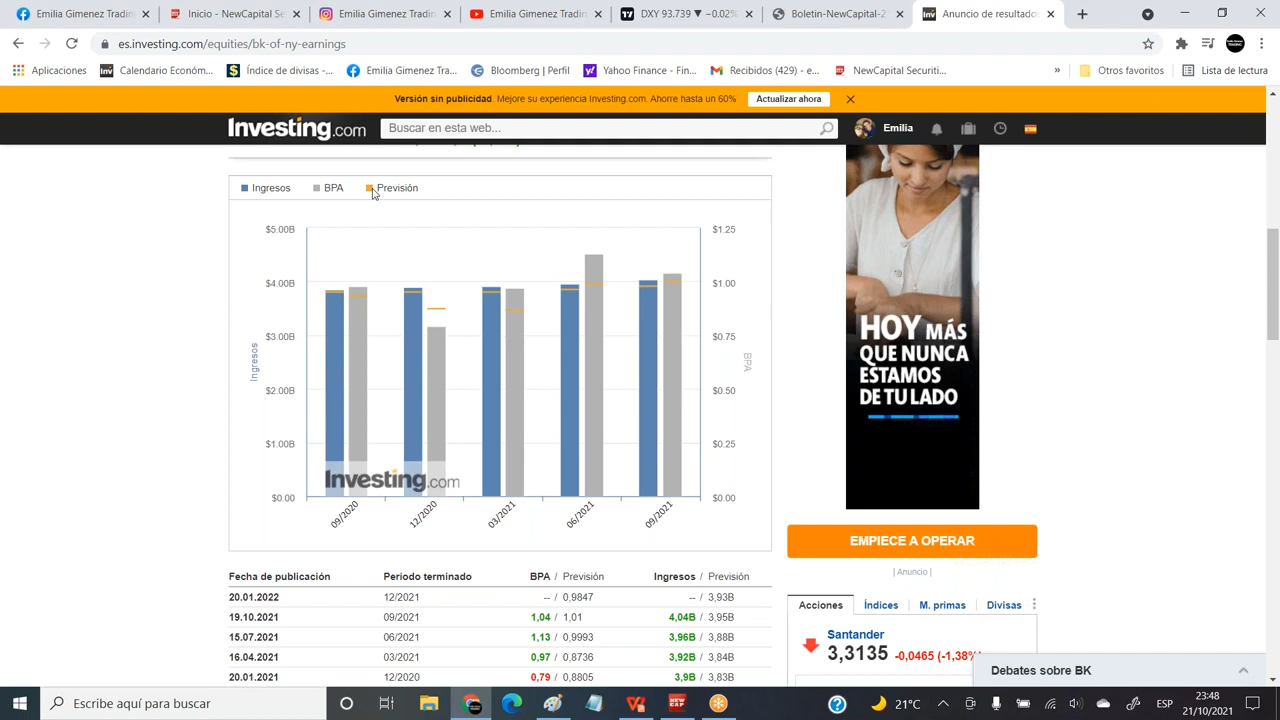 Emilia Gimenez Tradin
Inicio - NewCapital Se
Emilia Gimenez Tradin
Emilia Gimenez Tradin
DXY 93.739 ▼ −0.02%
Boletin-NewCapital-2
Anuncio de resultado
es.investing.com/equities/bk-of-ny-earnings
Aplicaciones
Calendario Económ...
Índice de divisas -...
Emilia Gimenez Tra...
Bloomberg | Perfil
Yahoo Finance - Fin...
Recibidos (429) - e...
NewCapital Securiti...
»
Otros favoritos
Lista de lectura
Versión sin publicidad. Mejore su experiencia Investing.com. Ahorre hasta un 60%
Actualizar ahora
Investing.com
Buscar en esta web...
Emilia
Ingresos
BPA
Previsión
$5.00B
$4.00B
$3.00B
$2.00B
$1.00B
$0.00
Ingresos
$1.25
$1.00
$0.75
$0.50
$0.25
$0.00
BPA
Investing.com
09/2020
12/2020
03/2021
06/2021
09/2021
HOY MÁS
QUE NUNCA
ESTAMOS
DE TU LADO
EMPIECE A OPERAR
| Anuncio |
Fecha de publicación Periodo terminado BPA / Previsión Ingresos / Previsión
20.01.2022 12/2021 -- / 0,9847 -- / 3,93B
19.10.2021 09/2021 1,04 / 1,01 4,04B / 3,95B
15.07.2021 06/2021 1,13 / 0,9993 3,96B / 3,88B
16.04.2021 03/2021 0,97 / 0,8736 3,92B / 3,84B
20.01.2021 12/2020 0,79 / 0,8805 3,9B / 3,83B
Acciones
Índices
M. primas
Divisas
Santander
3,3135 -0,0465 (-1,38%)
Debates sobre BK
Escribe aquí para buscar
21°C
ESP
23:48
21/10/2021